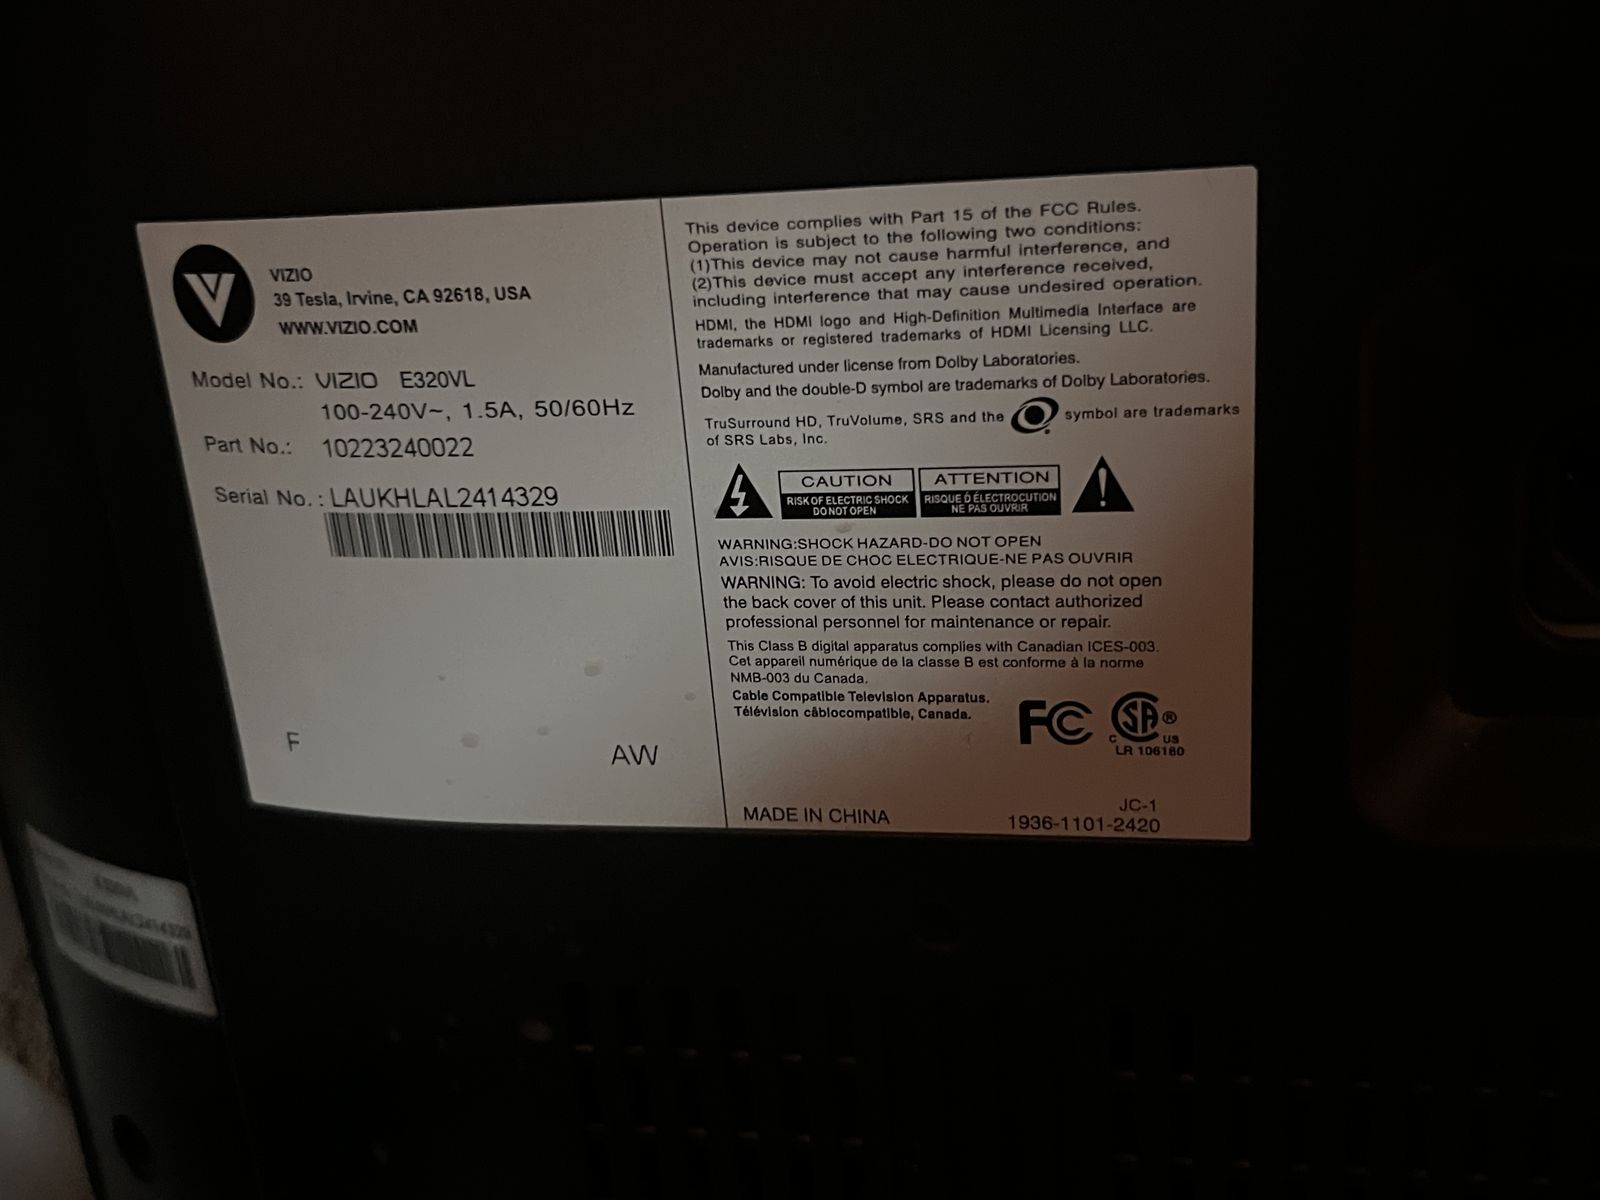 VIZIO
39 Tesla, Irvine, CA 92618, USA
WWW.VIZIO.COM
Model No.: VIZIO E320VL
100-240V~, 1.5A, 50/60Hz
Part No.: 10223240022
Serial No. : LAUKHLAL2414329
F
AW
This device complies with Part 15 of the FCC Rules.
Operation is subject to the following two conditions:
(1)This device may not cause harmful interference, and
(2)This device must accept any interference received,
including interference that may cause undesired operation.
HDMI, the HDMI logo and High-Definition Multimedia Interface are
trademarks or registered trademarks of HDMI Licensing LLC.
Manufactured under license from Dolby Laboratories.
Dolby and the double-D symbol are trademarks of Dolby Laboratories.
TruSurround HD, TruVolume, SRS and the symbol are trademarks
of SRS Labs, Inc.
CAUTION
RISK OF ELECTRIC SHOCK
DO NOT OPEN
ATTENTION
RISQUE D ÉLECTROCUTION
NE PAS OUVRIR
WARNING:SHOCK HAZARD-DO NOT OPEN
AVIS:RISQUE DE CHOC ELECTRIQUE-NE PAS OUVRIR
WARNING: To avoid electric shock, please do not open
the back cover of this unit. Please contact authorized
professional personnel for maintenance or repair.
This Class B digital apparatus complies with Canadian ICES-003.
Cet appareil numérique de la classe B est conforme à la norme
NMB-003 du Canada.
Cable Compatible Television Apparatus.
Télévision câblocompatible, Canada.
FC SA®
C US
LR 106180
MADE IN CHINA
JC-1
1936-1101-2420